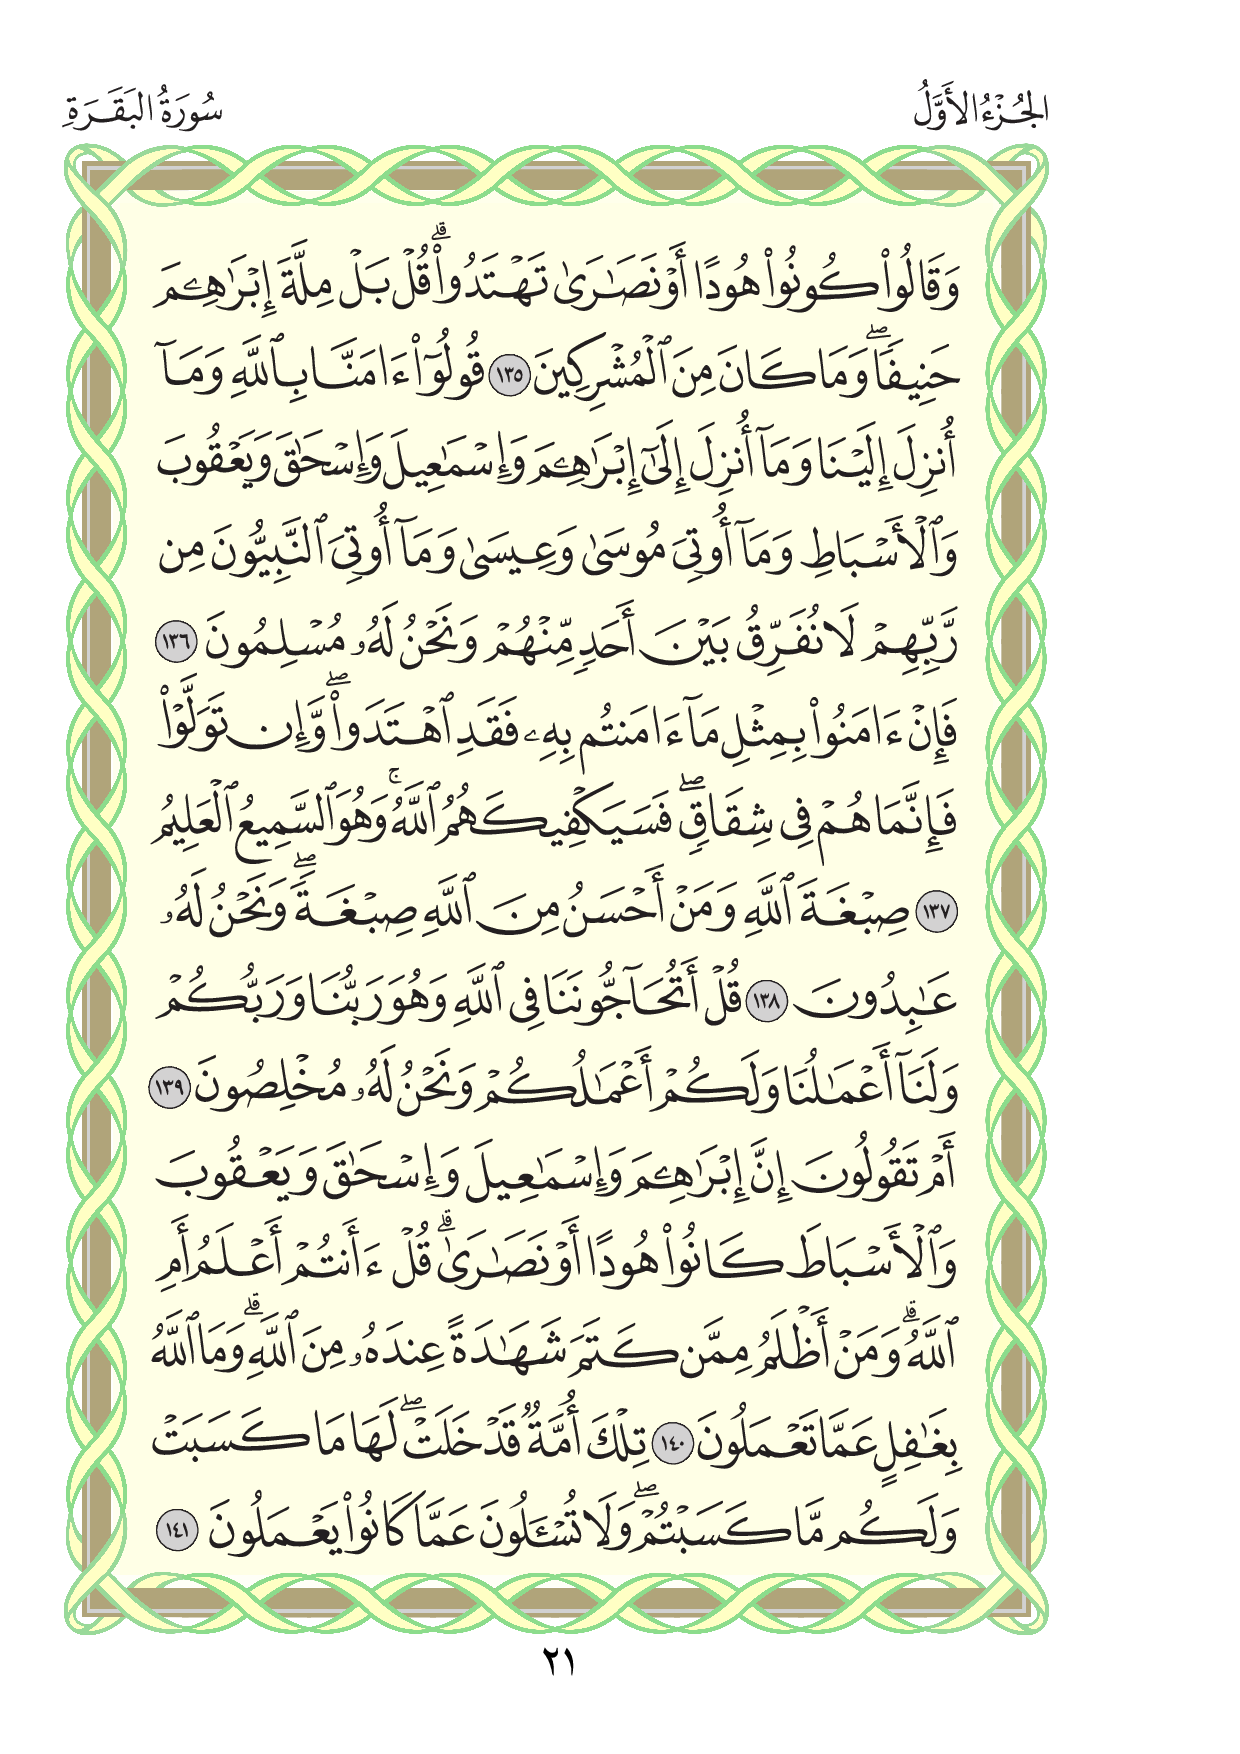 الجُزْءُ الأَوَّلُ
سُورَةُ البَقَرَةِ
وَقَالُوا۟ كُونُوا۟ هُودًا أَوْ نَصَـٰرَىٰ تَهْتَدُوا۟ ۗ قُلْ بَلْ مِلَّةَ إِبْرَٰهِـۧمَ
حَنِيفًا ۖ وَمَا كَانَ مِنَ ٱلْمُشْرِكِينَ ١٣٥ قُولُوٓا۟ ءَامَنَّا بِٱللَّهِ وَمَآ
أُنزِلَ إِلَيْنَا وَمَآ أُنزِلَ إِلَىٰٓ إِبْرَٰهِـۧمَ وَإِسْمَـٰعِيلَ وَإِسْحَـٰقَ وَيَعْقُوبَ
وَٱلْأَسْبَاطِ وَمَآ أُوتِىَ مُوسَىٰ وَعِيسَىٰ وَمَآ أُوتِىَ ٱلنَّبِيُّونَ مِن
رَّبِّهِمْ لَا نُفَرِّقُ بَيْنَ أَحَدٍ مِّنْهُمْ وَنَحْنُ لَهُۥ مُسْلِمُونَ ١٣٦
فَإِنْ ءَامَنُوا۟ بِمِثْلِ مَآ ءَامَنتُم بِهِۦ فَقَدِ ٱهْتَدَوا۟ ۖ وَّإِن تَوَلَّوْا۟
فَإِنَّمَا هُمْ فِى شِقَاقٍ ۖ فَسَيَكْفِيكَهُمُ ٱللَّهُ ۚ وَهُوَ ٱلسَّمِيعُ ٱلْعَلِيمُ
١٣٧ صِبْغَةَ ٱللَّهِ وَمَنْ أَحْسَنُ مِنَ ٱللَّهِ صِبْغَةً ۖ وَنَحْنُ لَهُۥ
عَـٰبِدُونَ ١٣٨ قُلْ أَتُحَآجُّونَنَا فِى ٱللَّهِ وَهُوَ رَبُّنَا وَرَبُّكُمْ
وَلَنَآ أَعْمَـٰلُنَا وَلَكُمْ أَعْمَـٰلُكُمْ وَنَحْنُ لَهُۥ مُخْلِصُونَ ١٣٩
أَمْ تَقُولُونَ إِنَّ إِبْرَٰهِـۧمَ وَإِسْمَـٰعِيلَ وَإِسْحَـٰقَ وَيَعْقُوبَ
وَٱلْأَسْبَاطَ كَانُوا۟ هُودًا أَوْ نَصَـٰرَىٰ ۗ قُلْ ءَأَنتُمْ أَعْلَمُ أَمِ
ٱللَّهُ ۗ وَمَنْ أَظْلَمُ مِمَّن كَتَمَ شَهَـٰدَةً عِندَهُۥ مِنَ ٱللَّهِ ۗ وَمَا ٱللَّهُ
بِغَـٰفِلٍ عَمَّا تَعْمَلُونَ ١٤٠ تِلْكَ أُمَّةٌ قَدْ خَلَتْ ۖ لَهَا مَا كَسَبَتْ
وَلَكُم مَّا كَسَبْتُمْ ۖ وَلَا تُسْـَٔلُونَ عَمَّا كَانُوا۟ يَعْمَلُونَ ١٤١
٢١